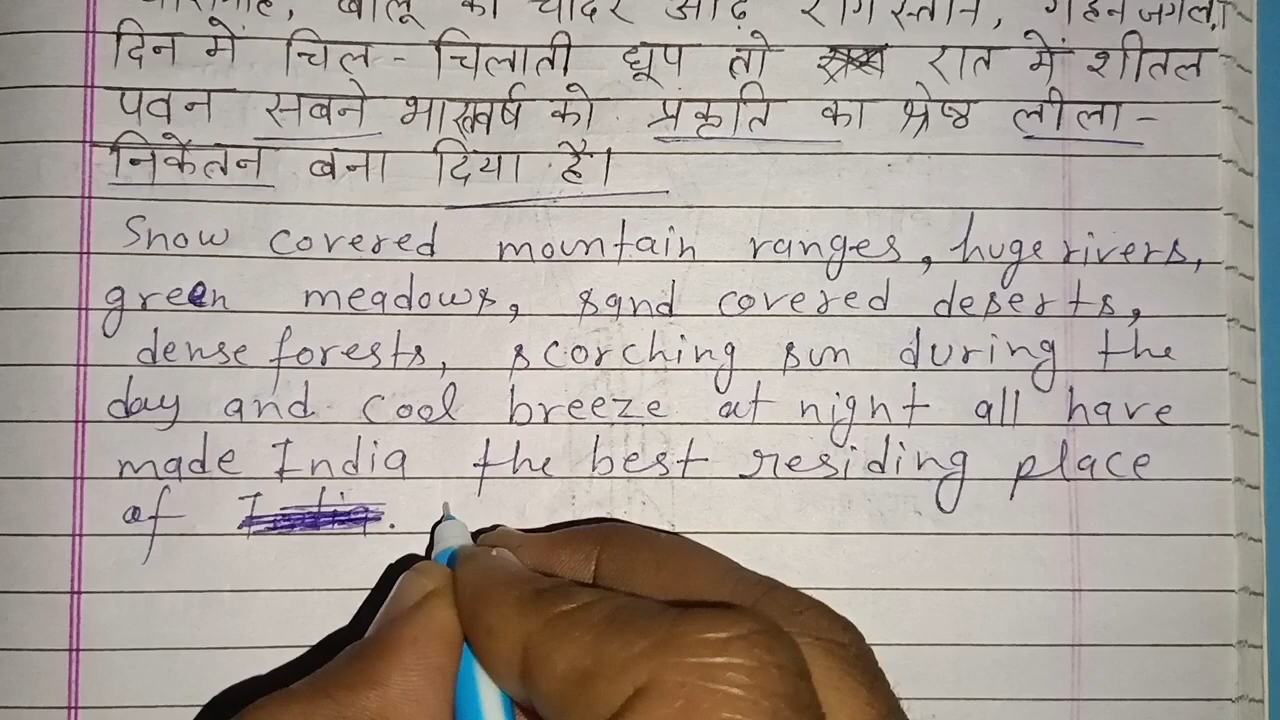 बालू की चादर ओढ़े
दिन में चिल - चिलाती धूप तो रात में शीतल
पवन सबने भारतवर्ष को प्रकृति का श्रेष्ठ लीला -
निकेतन बना दिया है।
Snow covered mountain ranges, huge rivers,
green meadows, sand covered deserts,
dense forests, scorching sun during the
day and cool breeze at night all have
made India the best residing place
of